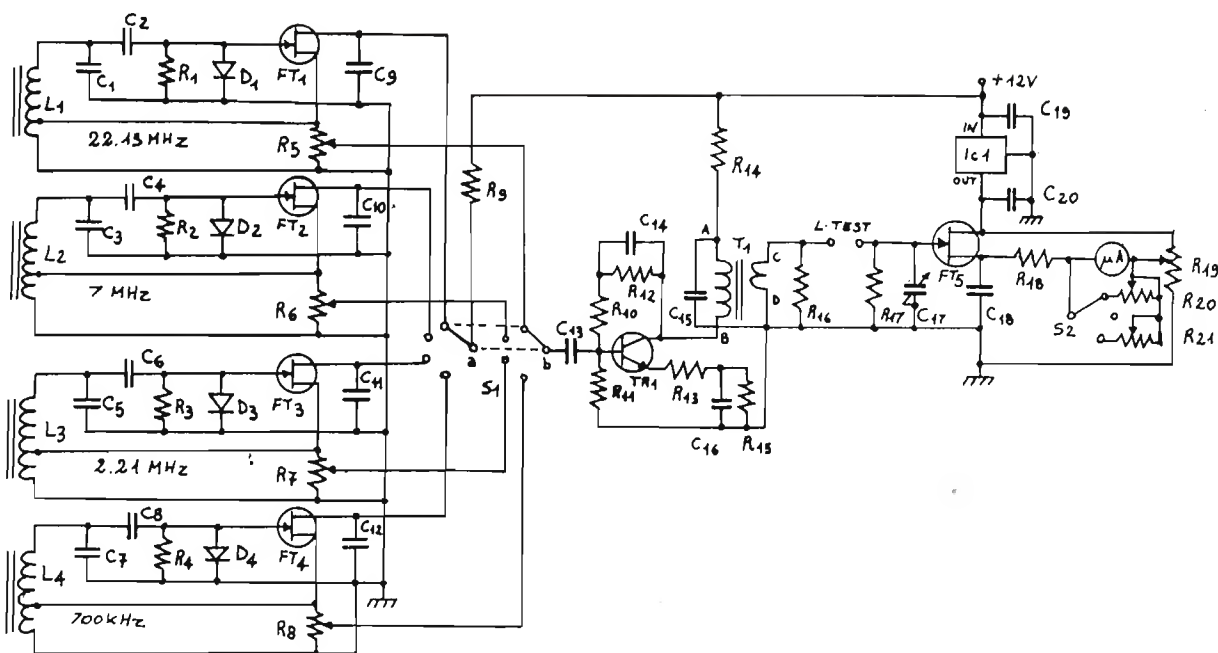 C2
L1
C1
R1
D1
FT1
C9
22.13 MHz
R5
C4
L2
C3
R2
D2
FT2
C10
7 MHz
R6
C6
L3
C5
R3
D3
FT3
C11
2.21 MHz
R7
C8
L4
C7
R4
D4
FT4
C12
700kHz
R8
R9
a
S1
b
C13
C14
R12
R10
R11
TR1
R13
C16
R15
R14
A
T1
C
C15
B
D
R16
L.TEST
R17
C17
+12V
C19
IN
Ic1
OUT
C20
FT5
R18
C18
µA
R19
R20
S2
R21